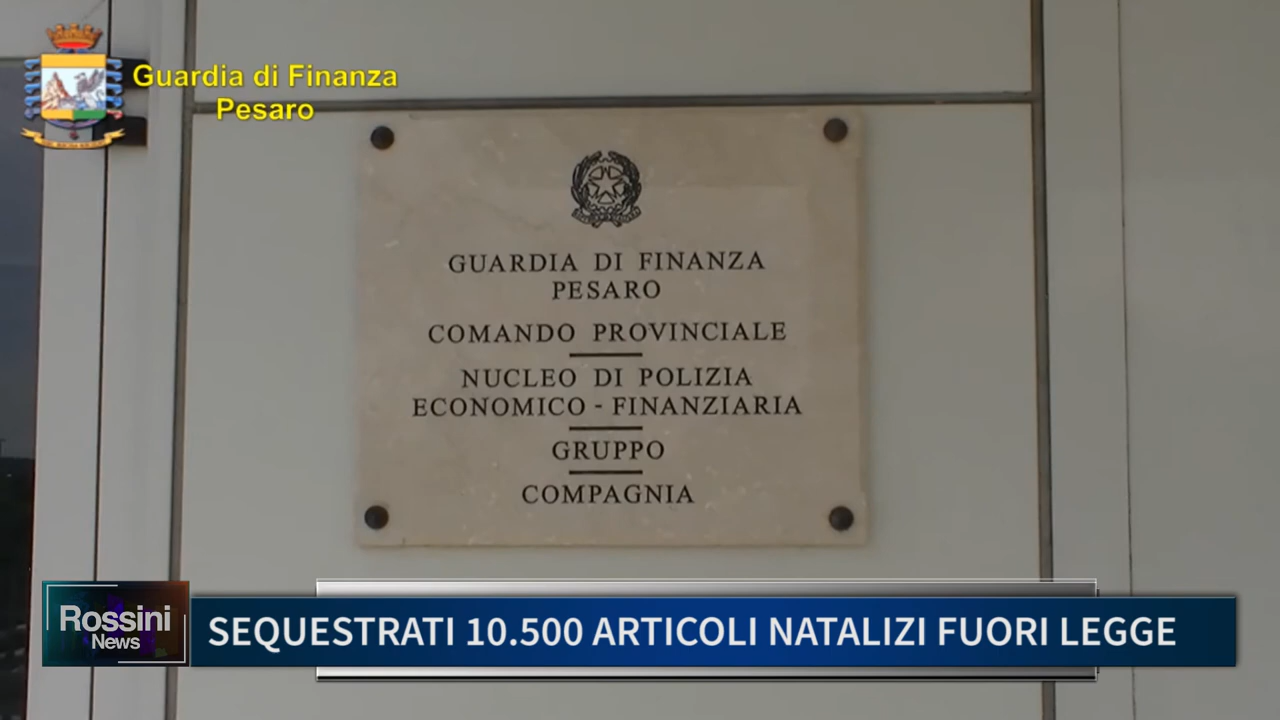 Guardia di Finanza
Pesaro
GUARDIA DI FINANZA
PESARO
COMANDO PROVINCIALE
NUCLEO DI POLIZIA
ECONOMICO - FINANZIARIA
GRUPPO
COMPAGNIA
Rossini
News
SEQUESTRATI 10.500 ARTICOLI NATALIZI FUORI LEGGE